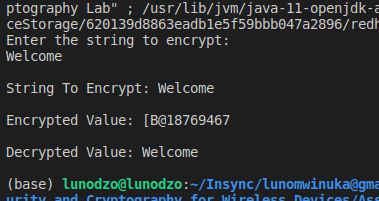 ptography Lab" ; /usr/lib/jvm/java-11-openjdk-a
ceStorage/620139d8863eadb1e5f59bbb047a2896/redh
Enter the string to encrypt:
Welcome
String To Encrypt: Welcome
Encrypted Value: [B@18769467
Decrypted Value: Welcome
(base) lunodzo@lunodzo:~/Insync/lunomwinuka@gma
urity and Cryptography for Wireless Devices/Ass